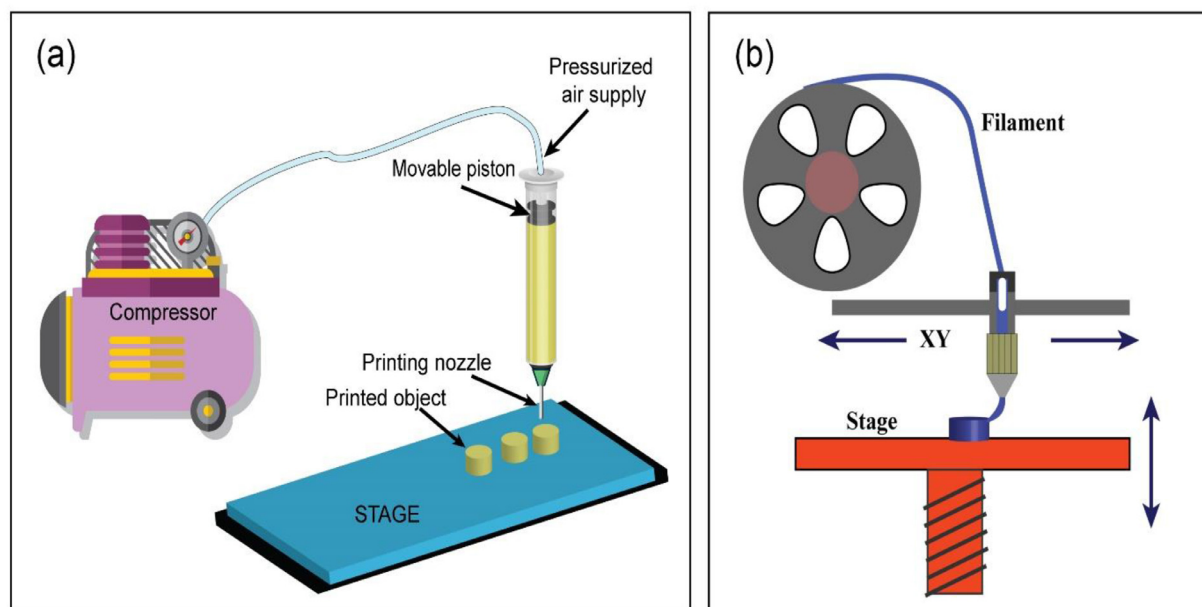 (a)
Pressurized
air supply
Movable piston
Compressor
Printing nozzle
Printed object
STAGE
(b)
Filament
XY
Stage